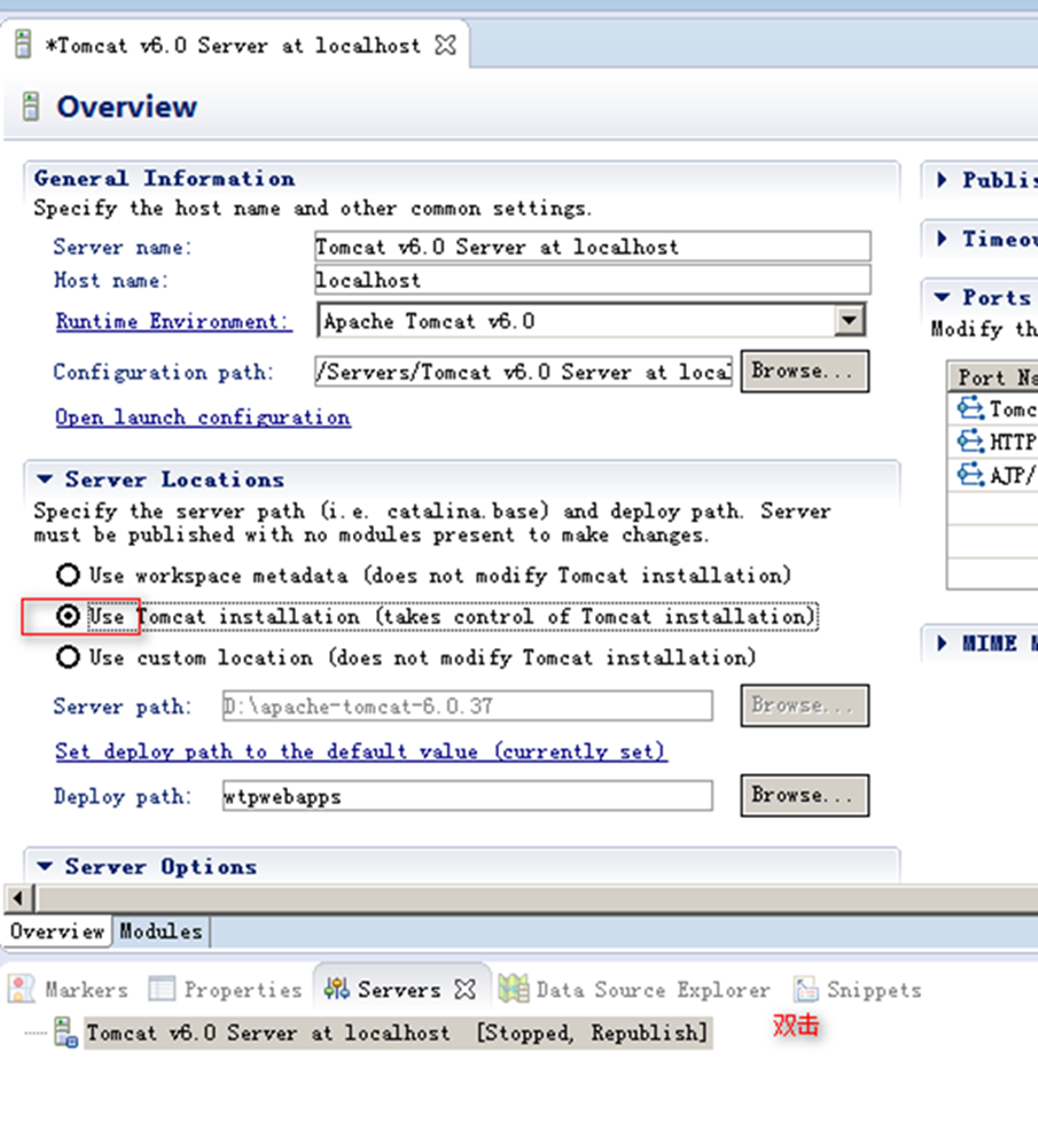 *Tomcat v6.0 Server at localhost
Overview
General Information
Specify the host name and other common settings.
Server name: Tomcat v6.0 Server at localhost
Host name: localhost
Runtime Environment: Apache Tomcat v6.0
Configuration path: /Servers/Tomcat v6.0 Server at loca Browse...
Open launch configuration
Server Locations
Specify the server path (i.e. catalina.base) and deploy path. Server
must be published with no modules present to make changes.
Use workspace metadata (does not modify Tomcat installation)
Use Tomcat installation (takes control of Tomcat installation)
Use custom location (does not modify Tomcat installation)
Server path: D:\apache-tomcat-6.0.37 Browse...
Set deploy path to the default value (currently set)
Deploy path: wtpwebapps Browse...
Server Options
Publis
Timeou
Ports
Modify th
Port Na
Tomc
HTTP
AJP/
MIME M
Overview Modules
Markers Properties Servers Data Source Explorer Snippets
Tomcat v6.0 Server at localhost [Stopped, Republish]
双击